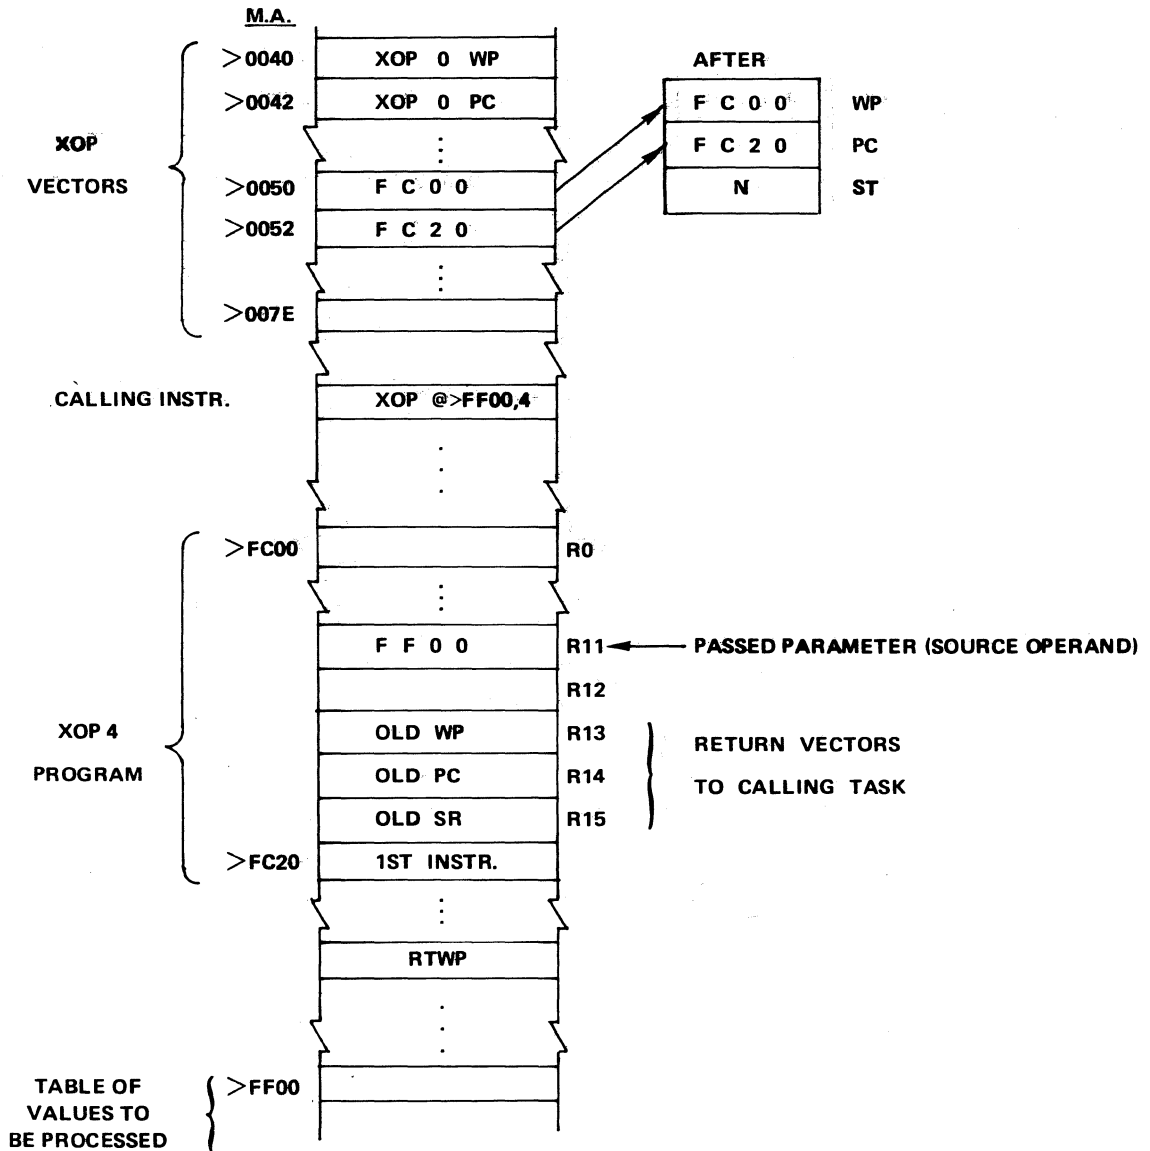 M.A.
>0040 XOP 0 WP
>0042 XOP 0 PC
XOP
VECTORS
>0050 F C 0 0
>0052 F C 2 0
>007E
AFTER
F C 0 0 WP
F C 2 0 PC
N ST
CALLING INSTR. XOP @>FF00,4
>FC00 R0
F F 0 0 R11 PASSED PARAMETER (SOURCE OPERAND)
R12
XOP 4
PROGRAM
OLD WP R13
OLD PC R14
OLD SR R15
RETURN VECTORS
TO CALLING TASK
>FC20 1ST INSTR.
RTWP
>FF00
TABLE OF
VALUES TO
BE PROCESSED